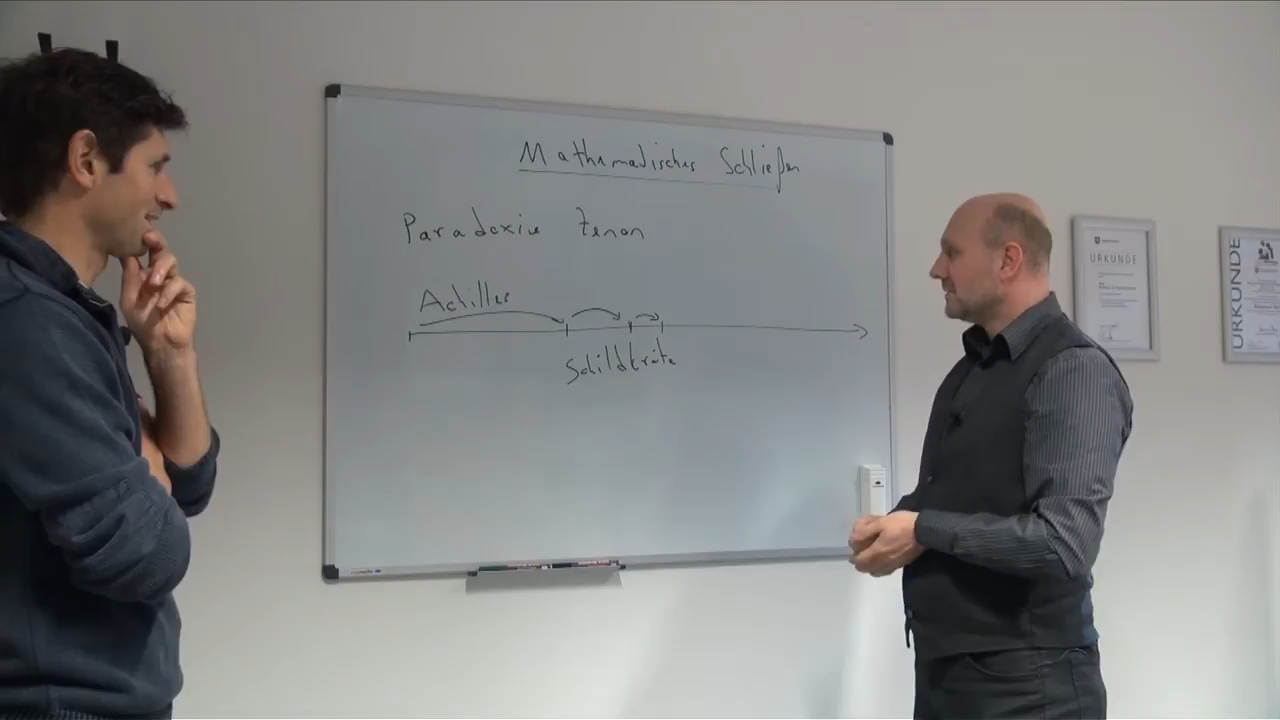 Mathematisches Schließen
Paradoxie Zenon
Achilles
Schildkröte
URKUNDE
URKUNDE